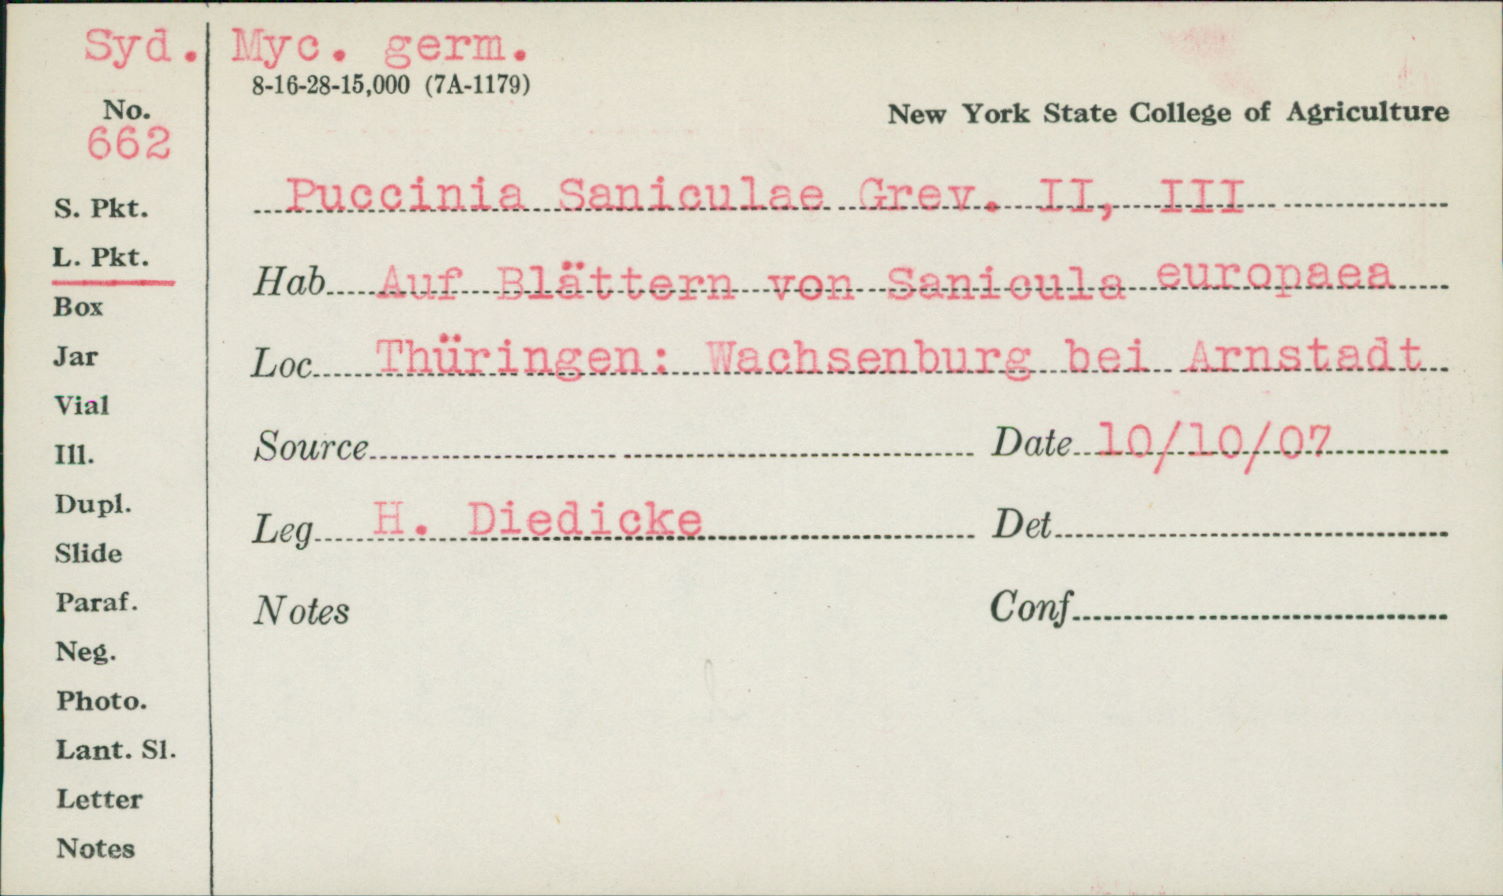 Syd. Myc. germ.
8-16-28-15,000 (7A-1179)
No.
662
New York State College of Agriculture
Puccinia Saniculae Grev. II, III
S. Pkt.
L. Pkt.
Hab Auf Blättern von Sanicula europaea
Box
Jar
Loc Thüringen: Wachsenburg bei Arnstadt
Vial
Ill.
Source Date 10/10/07
Dupl.
Slide
Leg H. Diedicke Det
Paraf.
Notes Conf
Neg.
Photo.
Lant. Sl.
Letter
Notes